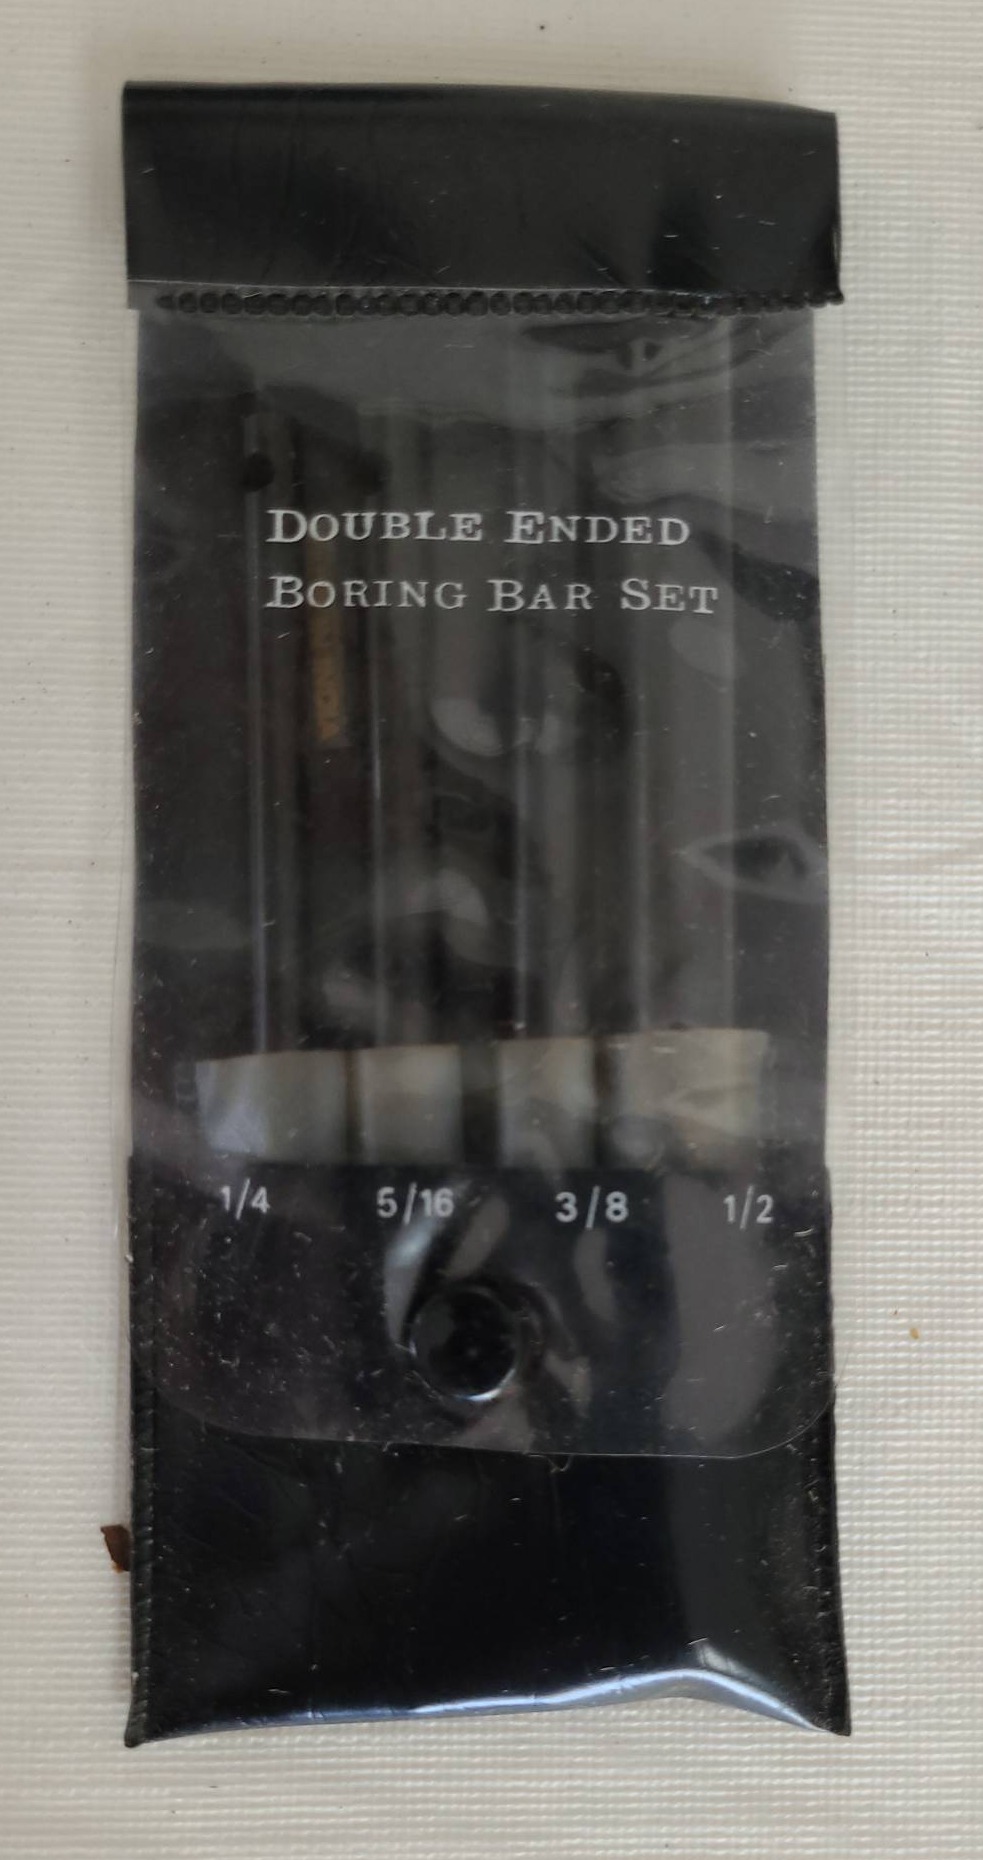 DOUBLE ENDED
BORING BAR SET
1/4 5/16 3/8 1/2